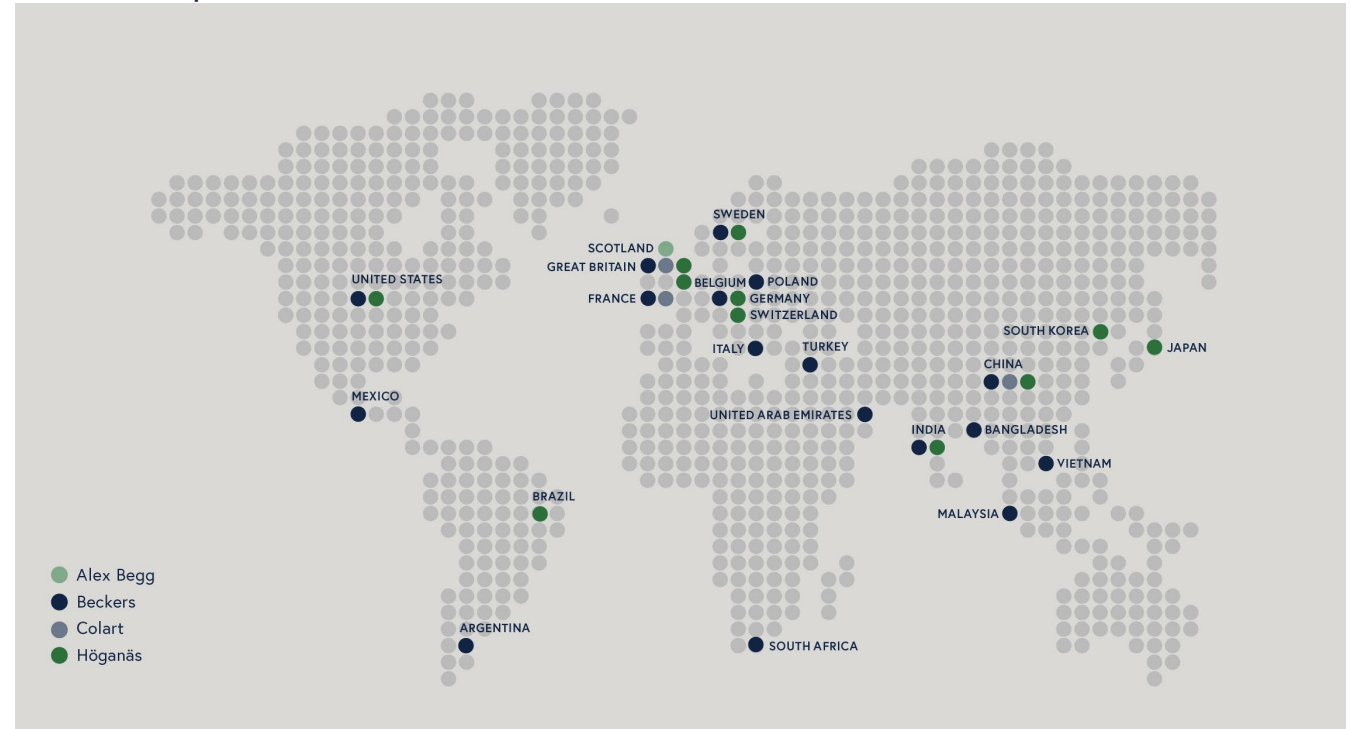 SWEDEN
SCOTLAND
GREAT BRITAIN
UNITED STATES
BELGIUM
POLAND
FRANCE
GERMANY
SWITZERLAND
SOUTH KOREA
ITALY
TURKEY
JAPAN
CHINA
MEXICO
UNITED ARAB EMIRATES
INDIA
BANGLADESH
VIETNAM
BRAZIL
MALAYSIA
Alex Begg
Beckers
Colart
Höganäs
ARGENTINA
SOUTH AFRICA